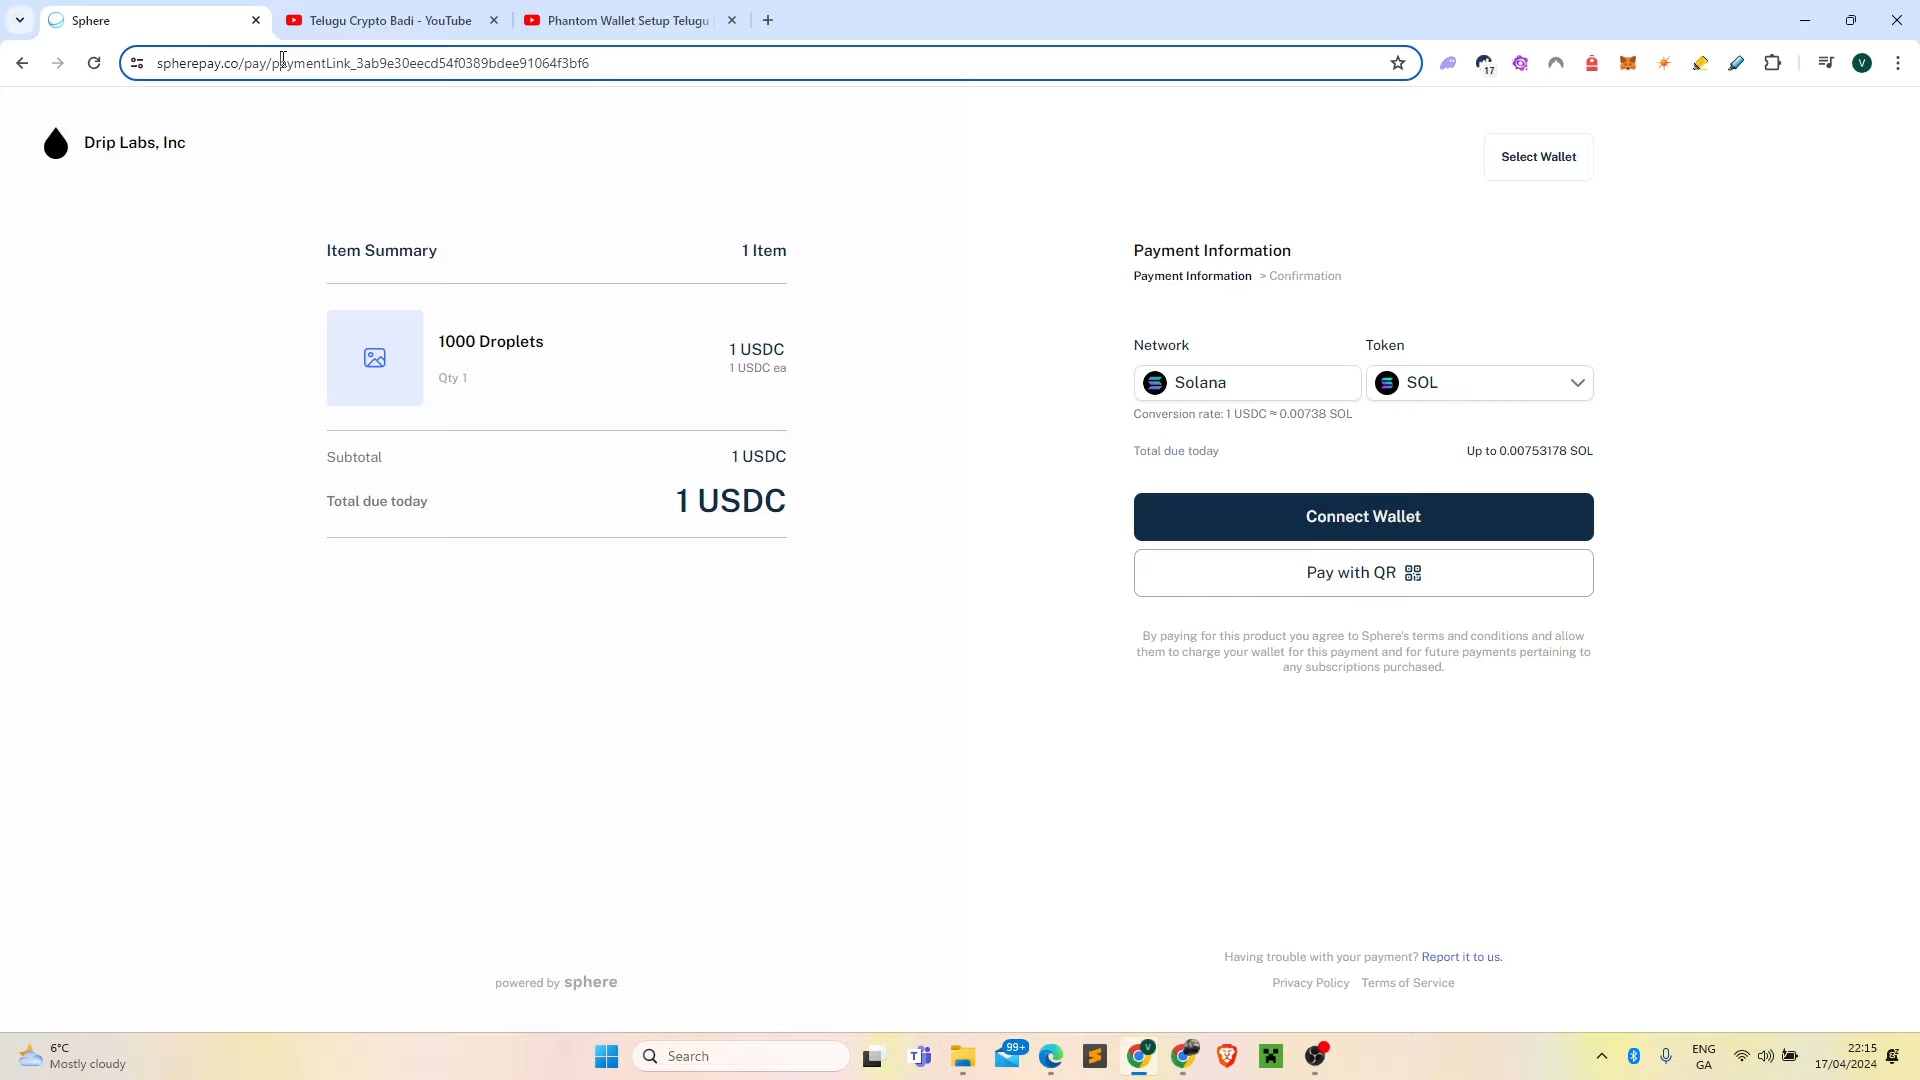 Sphere
Telugu Crypto Badi - YouTube
Phantom Wallet Setup Telugu
spherepay.co/pay/paymentLink_3ab9e30eecd54f0389bdee91064f3bf6
17
V
Drip Labs, Inc
Select Wallet
Item Summary
1 Item
1000 Droplets
Qty 1
1 USDC
1 USDC ea
Subtotal
1 USDC
Total due today
1 USDC
powered by sphere
Payment Information
Payment Information > Confirmation
Network
Token
Solana
SOL
Conversion rate: 1 USDC ≈ 0.00738 SOL
Total due today
Up to 0.00753178 SOL
Connect Wallet
Pay with QR
By paying for this product you agree to Sphere's terms and conditions and allow
them to charge your wallet for this payment and for future payments pertaining to
any subscriptions purchased.
Having trouble with your payment? Report it to us.
Privacy Policy Terms of Service
6°C
Mostly cloudy
Search
99+
V
ENG
GA
22:15
17/04/2024